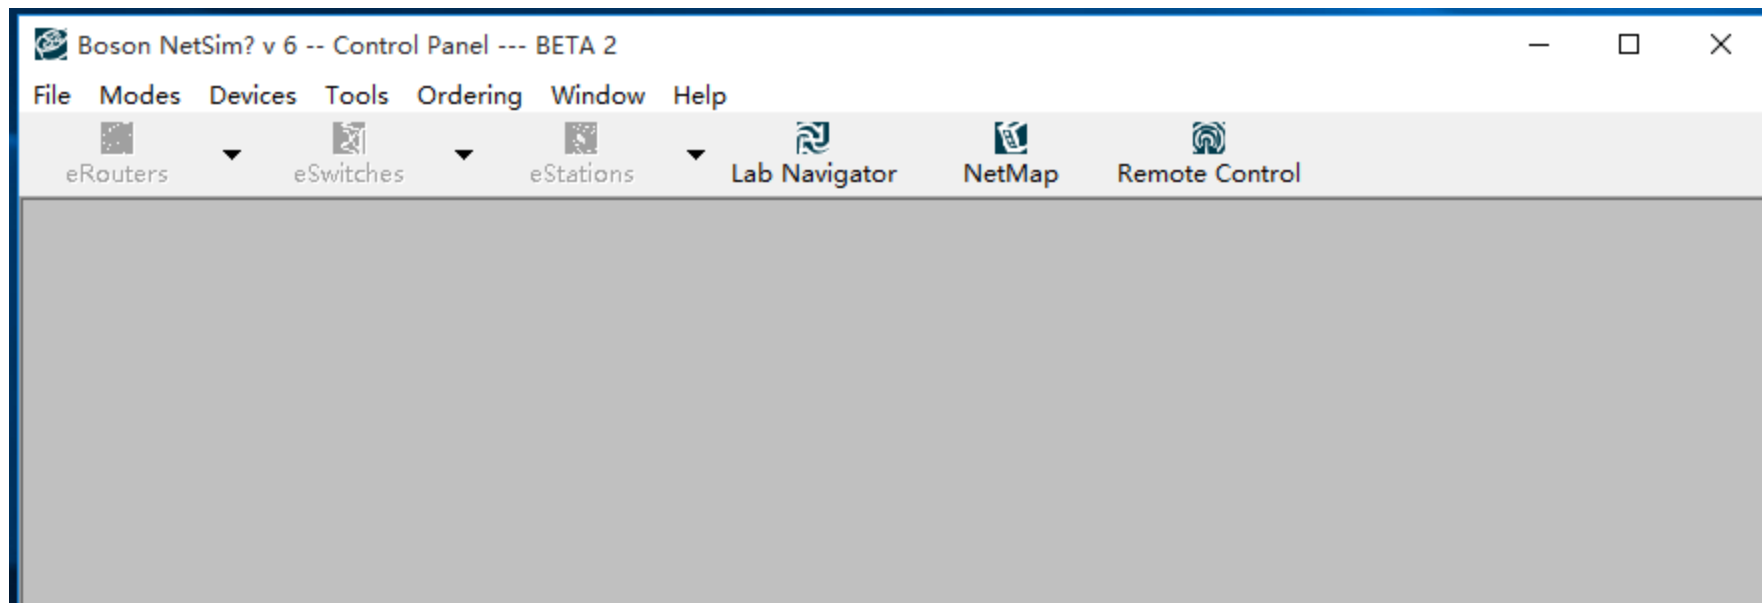 Boson NetSim? v 6 -- Control Panel --- BETA 2
File Modes Devices Tools Ordering Window Help
eRouters eSwitches eStations Lab Navigator NetMap Remote Control